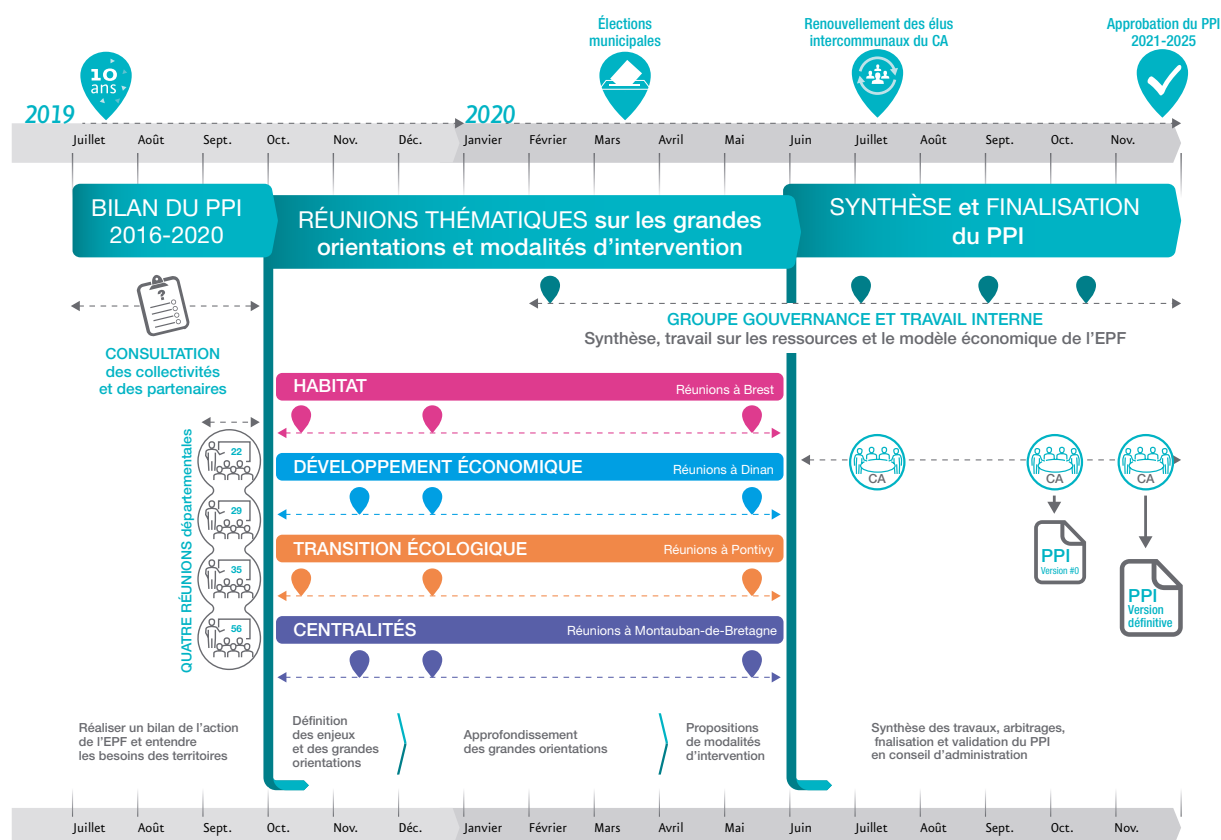 Élections
municipales
Renouvellement des élus
intercommunaux du CA
Approbation du PPI
2021-2025
10
ans
2019
2020
Juillet
Août
Sept.
Oct.
Nov.
Déc.
Janvier
Février
Mars
Avril
Mai
Juin
Juillet
Août
Sept.
Oct.
Nov.
BILAN DU PPI
2016-2020
RÉUNIONS THÉMATIQUES sur les grandes
orientations et modalités d'intervention
SYNTHÈSE et FINALISATION
du PPI
?
CONSULTATION
des collectivités
et des partenaires
GROUPE GOUVERNANCE ET TRAVAIL INTERNE
Synthèse, travail sur les ressources et le modèle économique de l'EPF
QUATRE RÉUNIONS départementales
22
29
35
56
HABITAT
Réunions à Brest
DÉVELOPPEMENT ÉCONOMIQUE
Réunions à Dinan
TRANSITION ÉCOLOGIQUE
Réunions à Pontivy
CENTRALITÉS
Réunions à Montauban-de-Bretagne
CA
CA
CA
PPI
Version #0
PPI
Version
définitive
Réaliser un bilan de l'action
de l'EPF et entendre
les besoins des territoires
Définition
des enjeux
et des grandes
orientations
Approfondissement
des grandes orientations
Propositions
de modalités
d'intervention
Synthèse des travaux, arbitrages,
fnalisation et validation du PPI
en conseil d'administration
Juillet
Août
Sept.
Oct.
Nov.
Déc.
Janvier
Février
Mars
Avril
Mai
Juin
Juillet
Août
Sept.
Oct.
Nov.